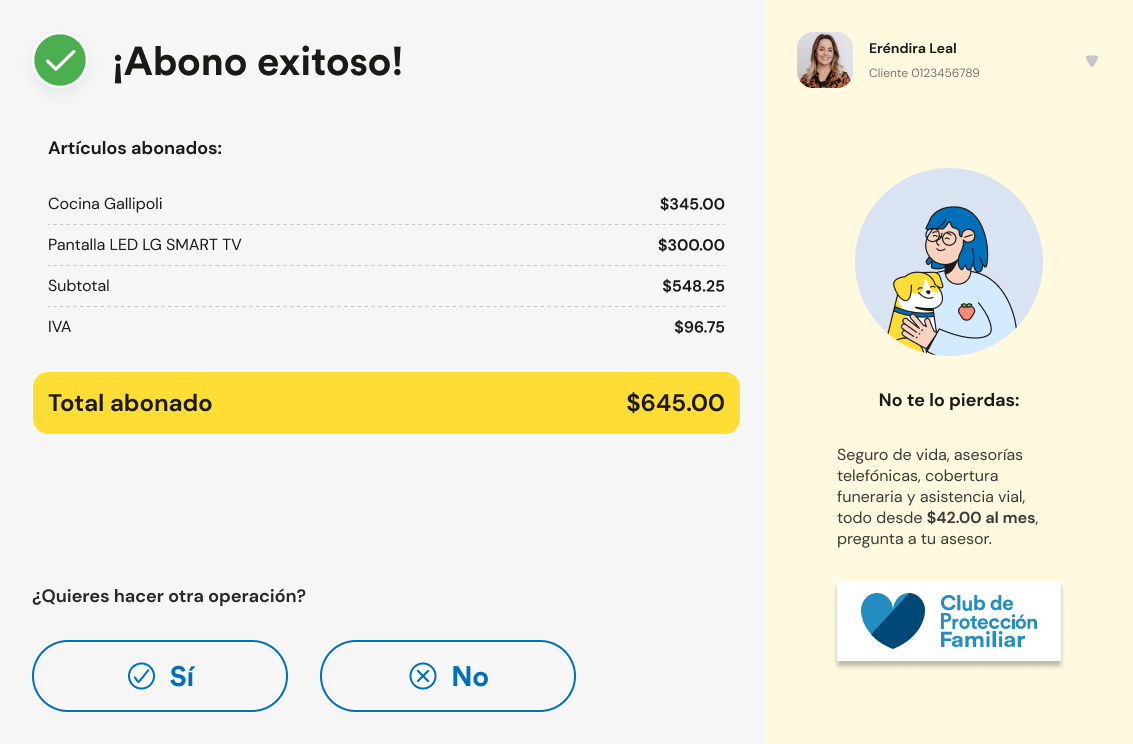 ¡Abono exitoso!
Artículos abonados:
Cocina Gallipoli $345.00
Pantalla LED LG SMART TV $300.00
Subtotal $548.25
IVA $96.75
Total abonado $645.00
¿Quieres hacer otra operación?
Sí No
Eréndira Leal
Cliente 0123456789
No te lo pierdas:
Seguro de vida, asesorías
telefónicas, cobertura
funeraria y asistencia vial,
todo desde $42.00 al mes,
pregunta a tu asesor.
Club de
Protección
Familiar